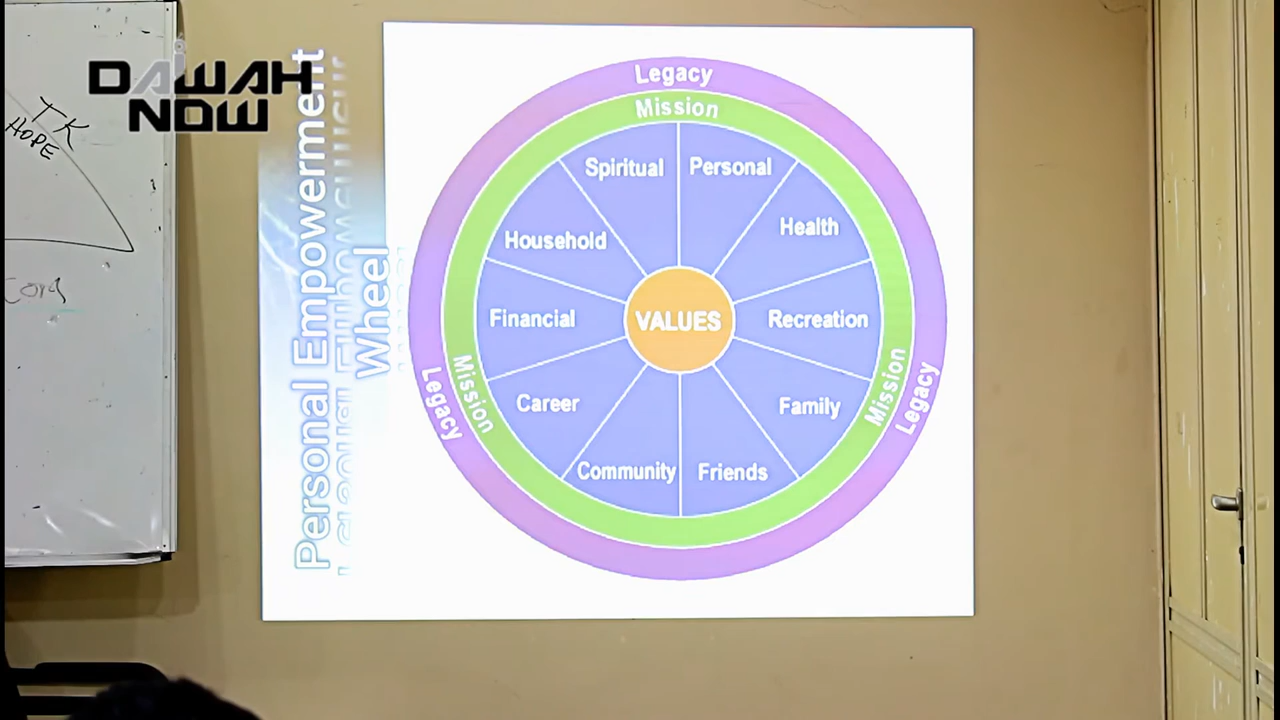 DAWAH
NOW
TK
HOPE
Personal Empowerment
Wheel
Legacy
Mission
Spiritual
Personal
Household
Health
Financial
VALUES
Recreation
Career
Family
Community
Friends
Mission
Legacy
Mission
Legacy